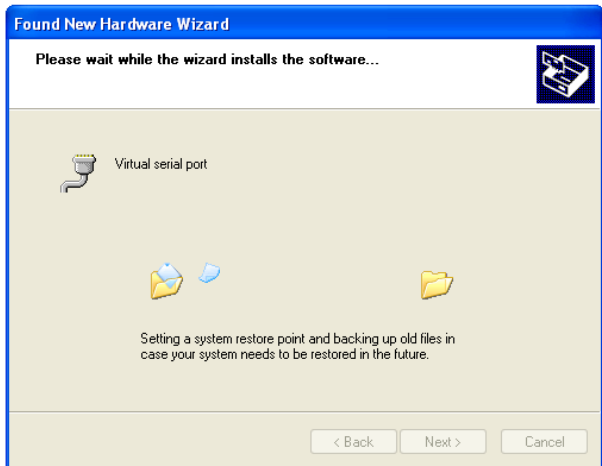 Found New Hardware Wizard
Please wait while the wizard installs the software...
Virtual serial port
Setting a system restore point and backing up old files in
case your system needs to be restored in the future.
< Back
Next >
Cancel